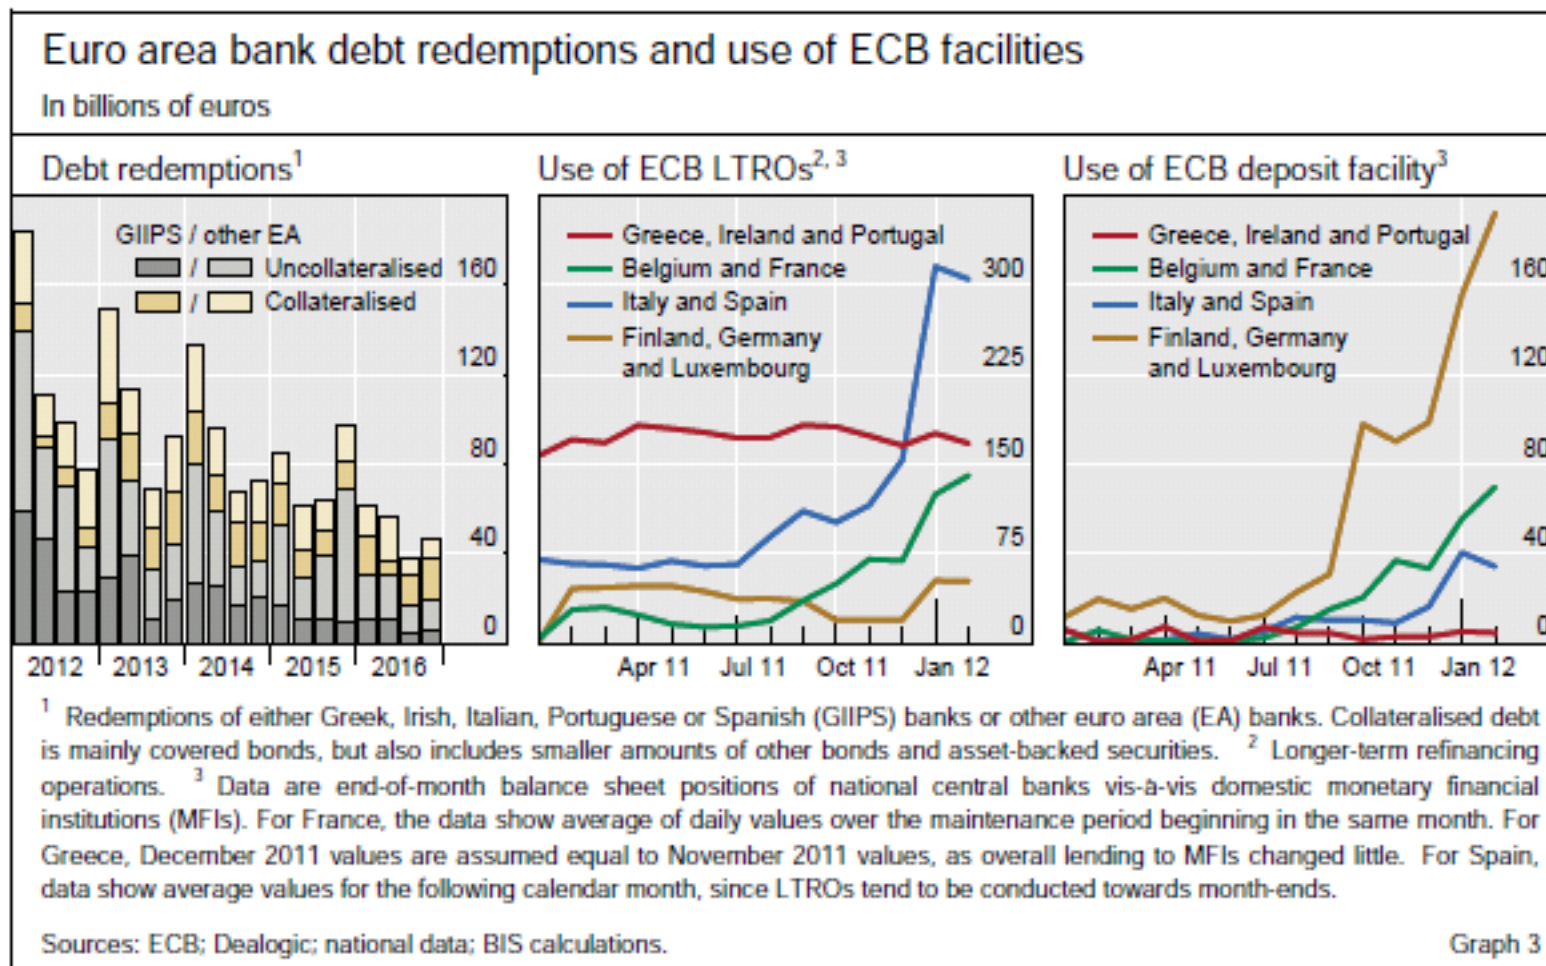 Euro area bank debt redemptions and use of ECB facilities
In billions of euros
Debt redemptions1
GIIPS / other EA
/ Uncollateralised
/ Collateralised
160
120
80
40
0
2012 2013 2014 2015 2016
Use of ECB LTROs2, 3
Greece, Ireland and Portugal
Belgium and France
Italy and Spain
Finland, Germany
and Luxembourg
300
225
150
75
0
Apr 11 Jul 11 Oct 11 Jan 12
Use of ECB deposit facility3
Greece, Ireland and Portugal
Belgium and France
Italy and Spain
Finland, Germany
and Luxembourg
160
120
80
40
0
Apr 11 Jul 11 Oct 11 Jan 12
1 Redemptions of either Greek, Irish, Italian, Portuguese or Spanish (GIIPS) banks or other euro area (EA) banks. Collateralised debt
is mainly covered bonds, but also includes smaller amounts of other bonds and asset-backed securities. 2 Longer-term refinancing
operations. 3 Data are end-of-month balance sheet positions of national central banks vis-à-vis domestic monetary financial
institutions (MFIs). For France, the data show average of daily values over the maintenance period beginning in the same month. For
Greece, December 2011 values are assumed equal to November 2011 values, as overall lending to MFIs changed little. For Spain,
data show average values for the following calendar month, since LTROs tend to be conducted towards month-ends.
Sources: ECB; Dealogic; national data; BIS calculations.
Graph 3